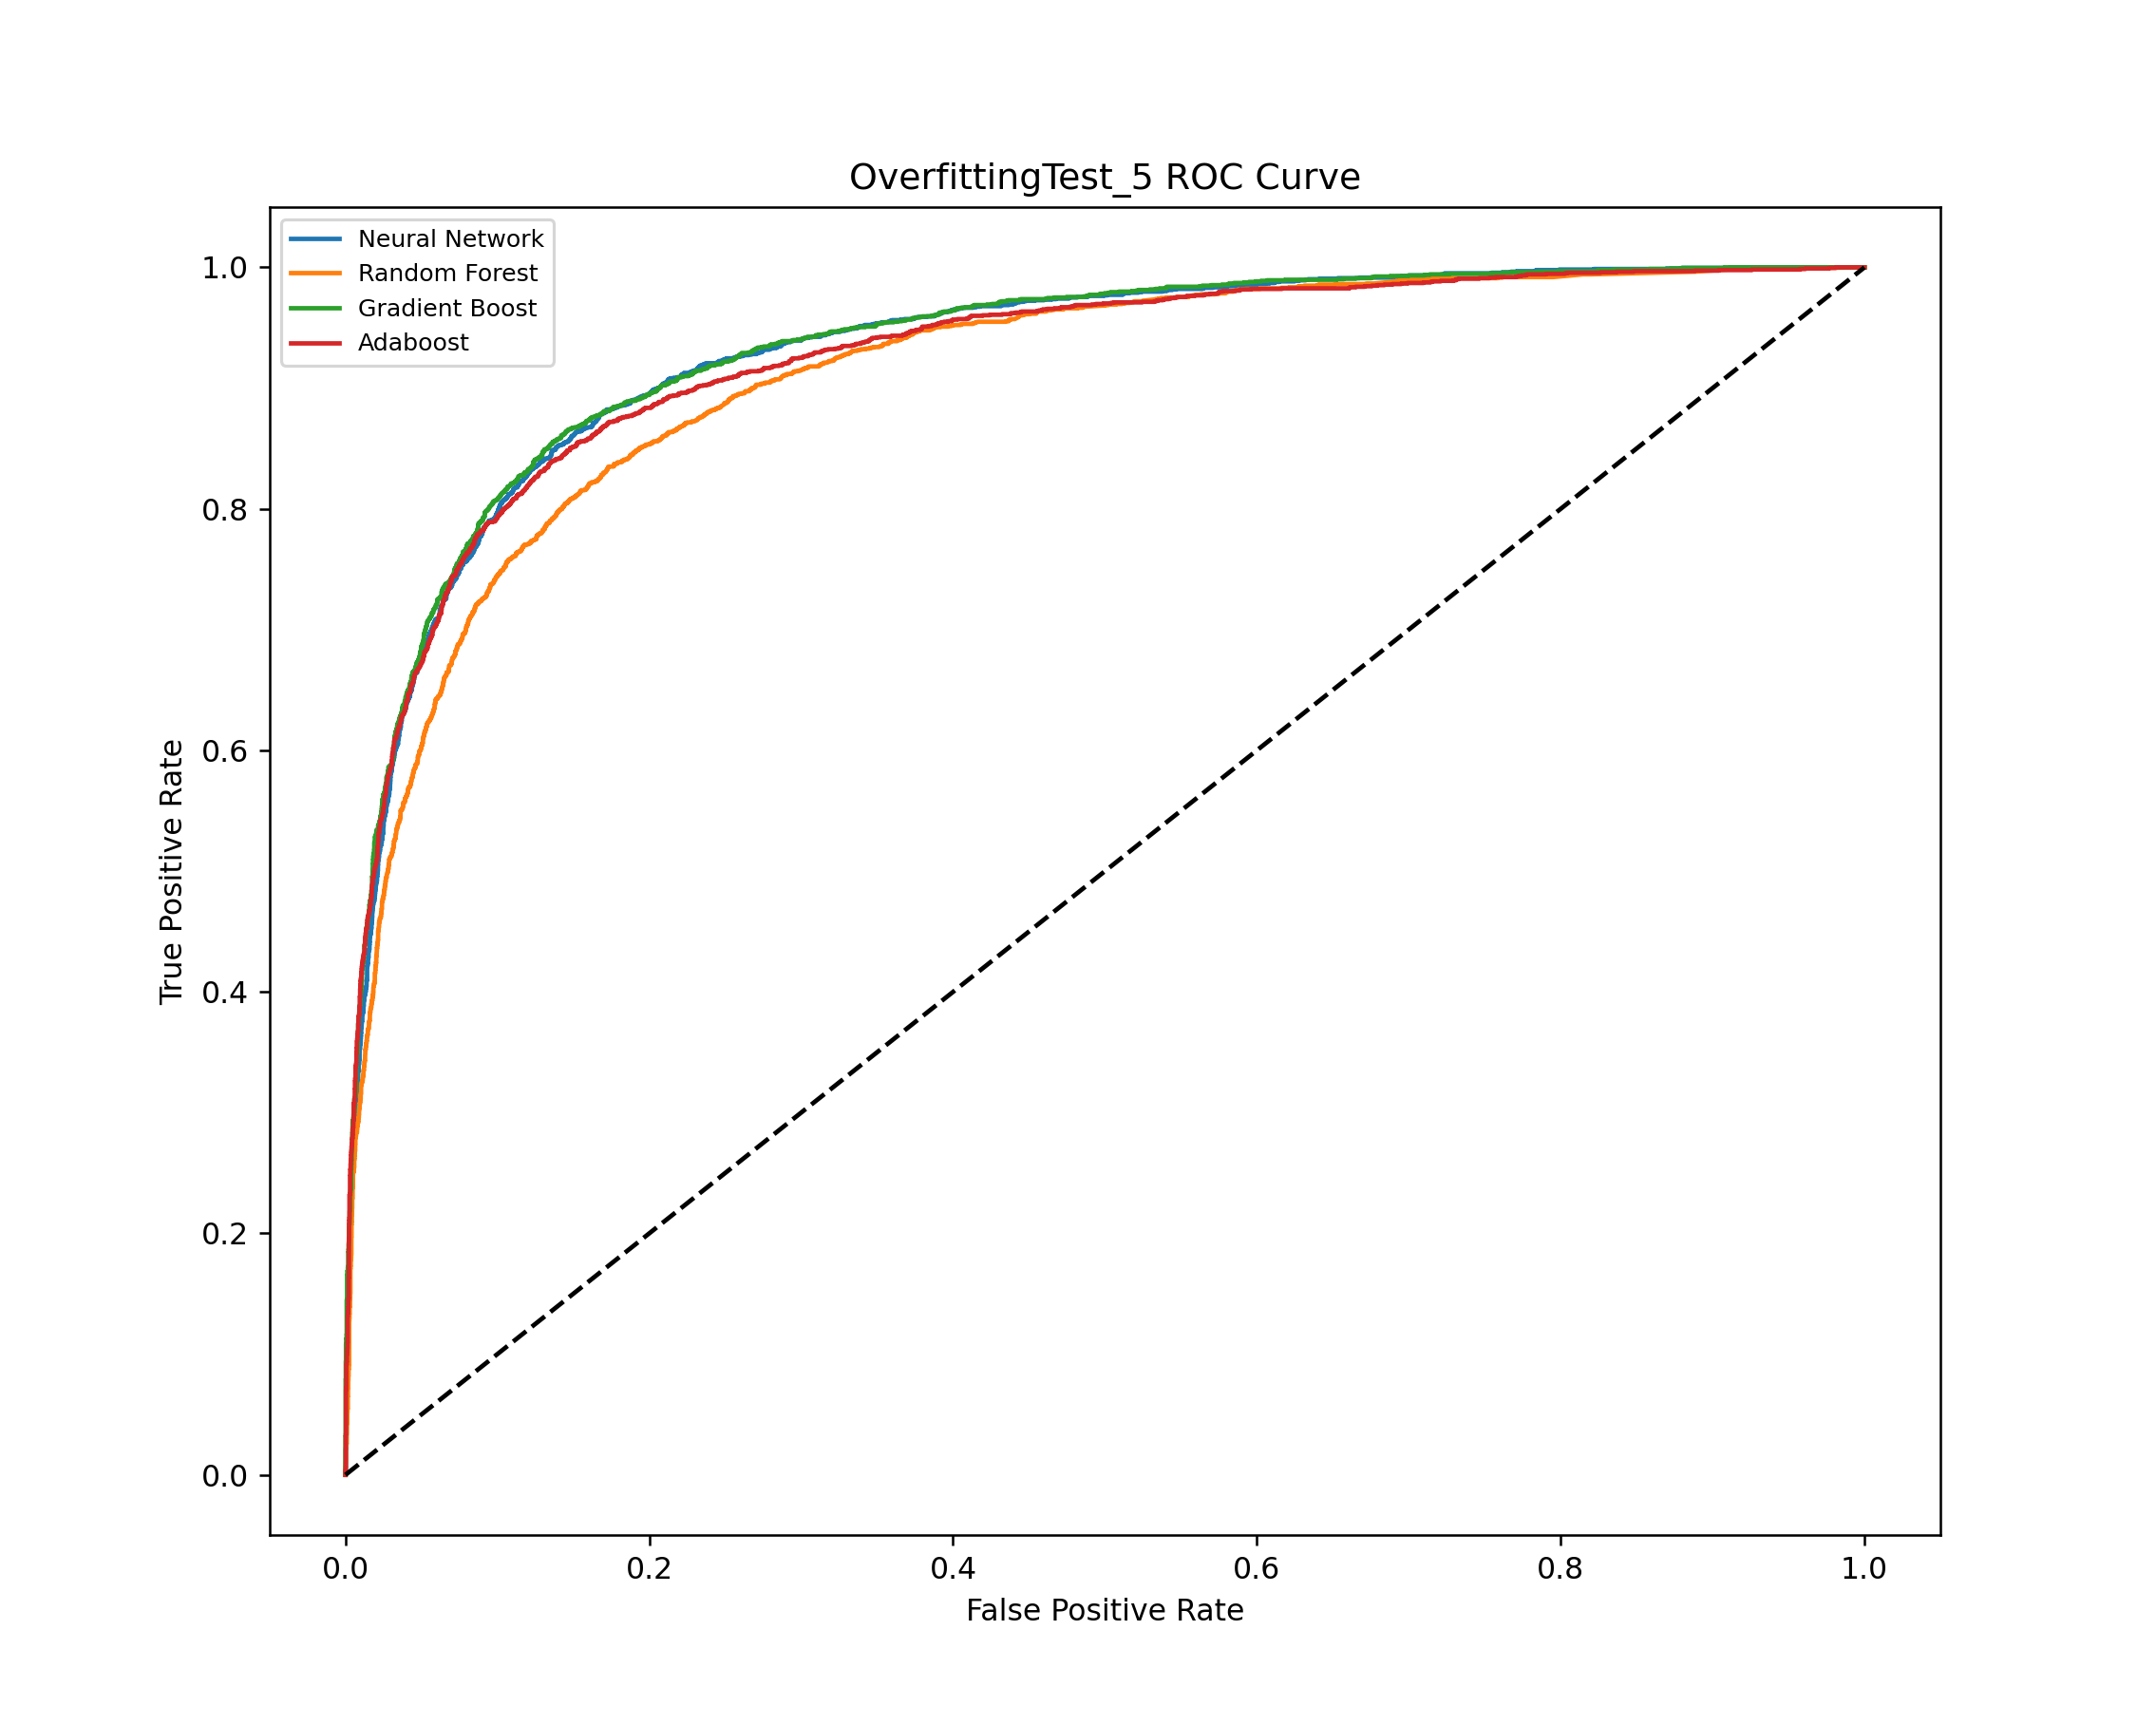 OverfittingTest_5 ROC Curve
Neural Network
Random Forest
Gradient Boost
Adaboost
1.0
0.8
0.6
0.4
0.2
0.0
True Positive Rate
0.0 0.2 0.4 0.6 0.8 1.0
False Positive Rate